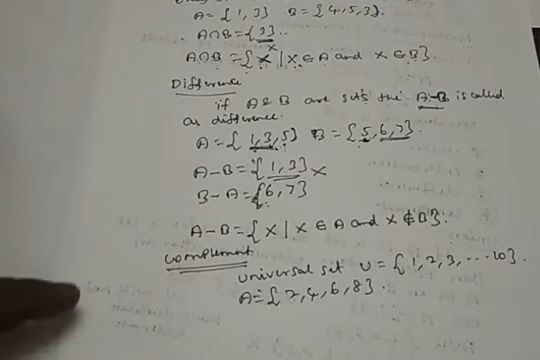 A = {1, 3} B = {4, 5, 3}.
A∩B = {3}.
A∩B = {x | x ∈ A and x ∈ B}.
Difference
if A & B are sets the A-B is called
as difference.
A = {1, 3, 5} B = {5, 6, 7}.
A-B = {1, 3} x
B-A = {6, 7}
A-B = {x | x ∈ A and x ∉ B}.
Complement
universal set U = {1, 2, 3, ... 10}.
A = {2, 4, 6, 8}.